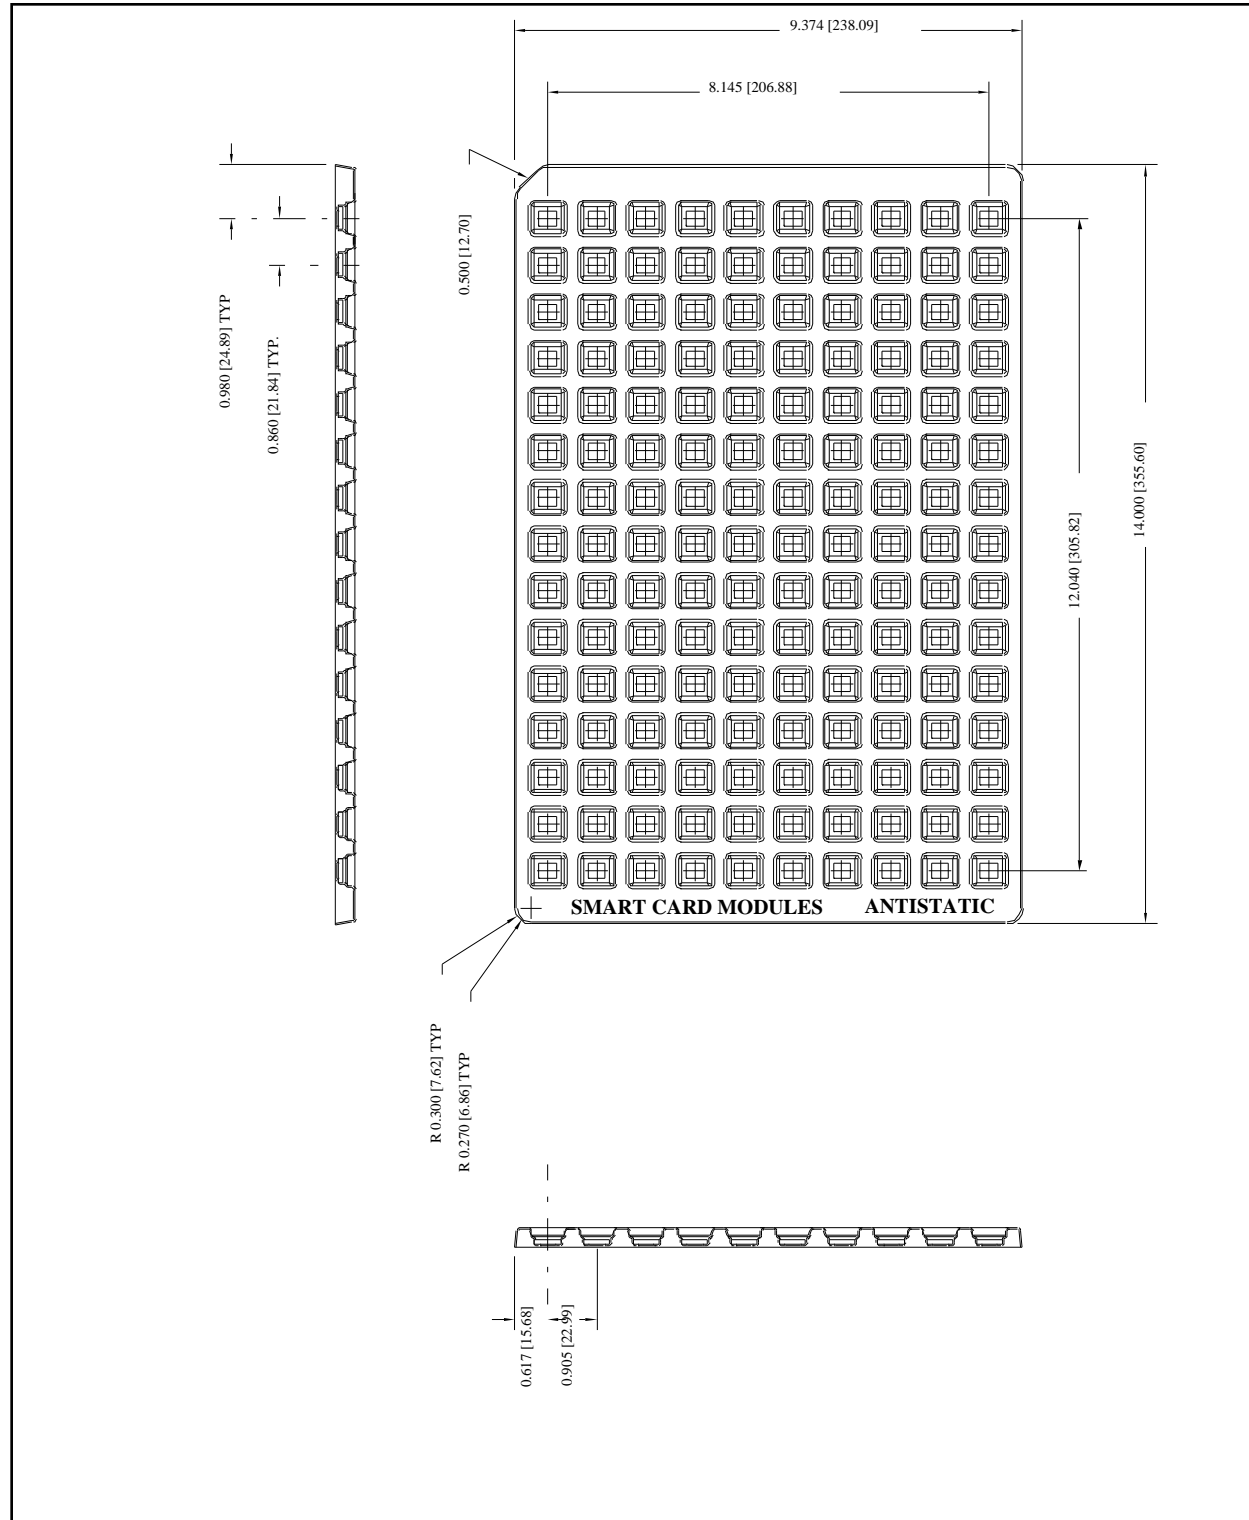 9.374 [238.09]
8.145 [206.88]
0.980 [24.89] TYP
0.860 [21.84] TYP.
0.500 [12.70]
12.040 [305.82]
14.000 [355.60]
SMART CARD MODULES ANTISTATIC
R 0.300 [7.62] TYP
R 0.270 [6.86] TYP
0.617 [15.68]
0.905 [22.99]